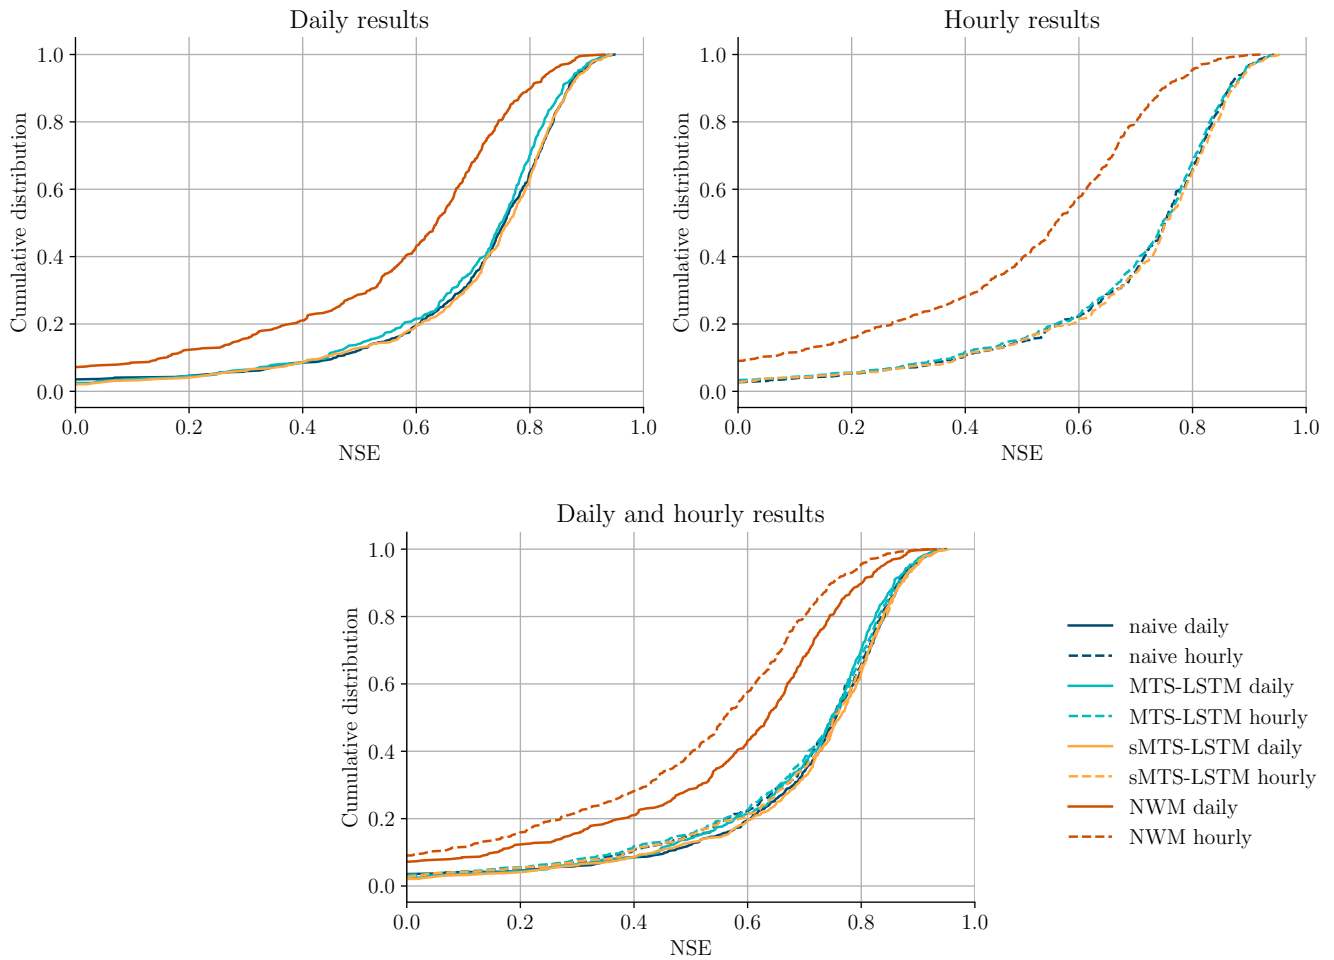 Daily results
Cumulative distribution
1.0
0.8
0.6
0.4
0.2
0.0
0.0 0.2 0.4 0.6 0.8 1.0
NSE
Hourly results
Cumulative distribution
1.0
0.8
0.6
0.4
0.2
0.0
0.0 0.2 0.4 0.6 0.8 1.0
NSE
Daily and hourly results
Cumulative distribution
1.0
0.8
0.6
0.4
0.2
0.0
0.0 0.2 0.4 0.6 0.8 1.0
NSE
naive daily
naive hourly
MTS-LSTM daily
MTS-LSTM hourly
sMTS-LSTM daily
sMTS-LSTM hourly
NWM daily
NWM hourly